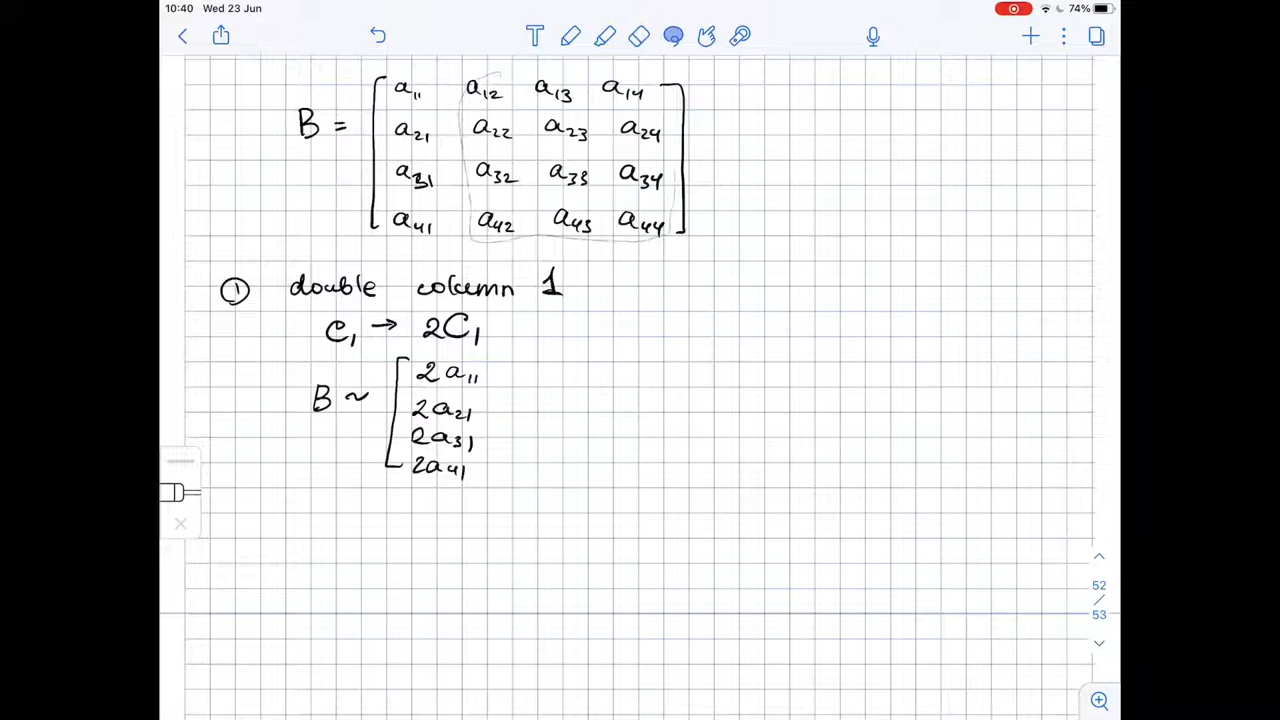 10:40 Wed 23 Jun 74%
a₁₁ a₁₂ a₁₃ a₁₄
B = a₂₁ a₂₂ a₂₃ a₂₄
a₃₁ a₃₂ a₃₃ a₃₄
a₄₁ a₄₂ a₄₃ a₄₄
① double column 1
C₁ → 2C₁
2a₁₁
B ~ 2a₂₁
2a₃₁
2a₄₁
52
/
53